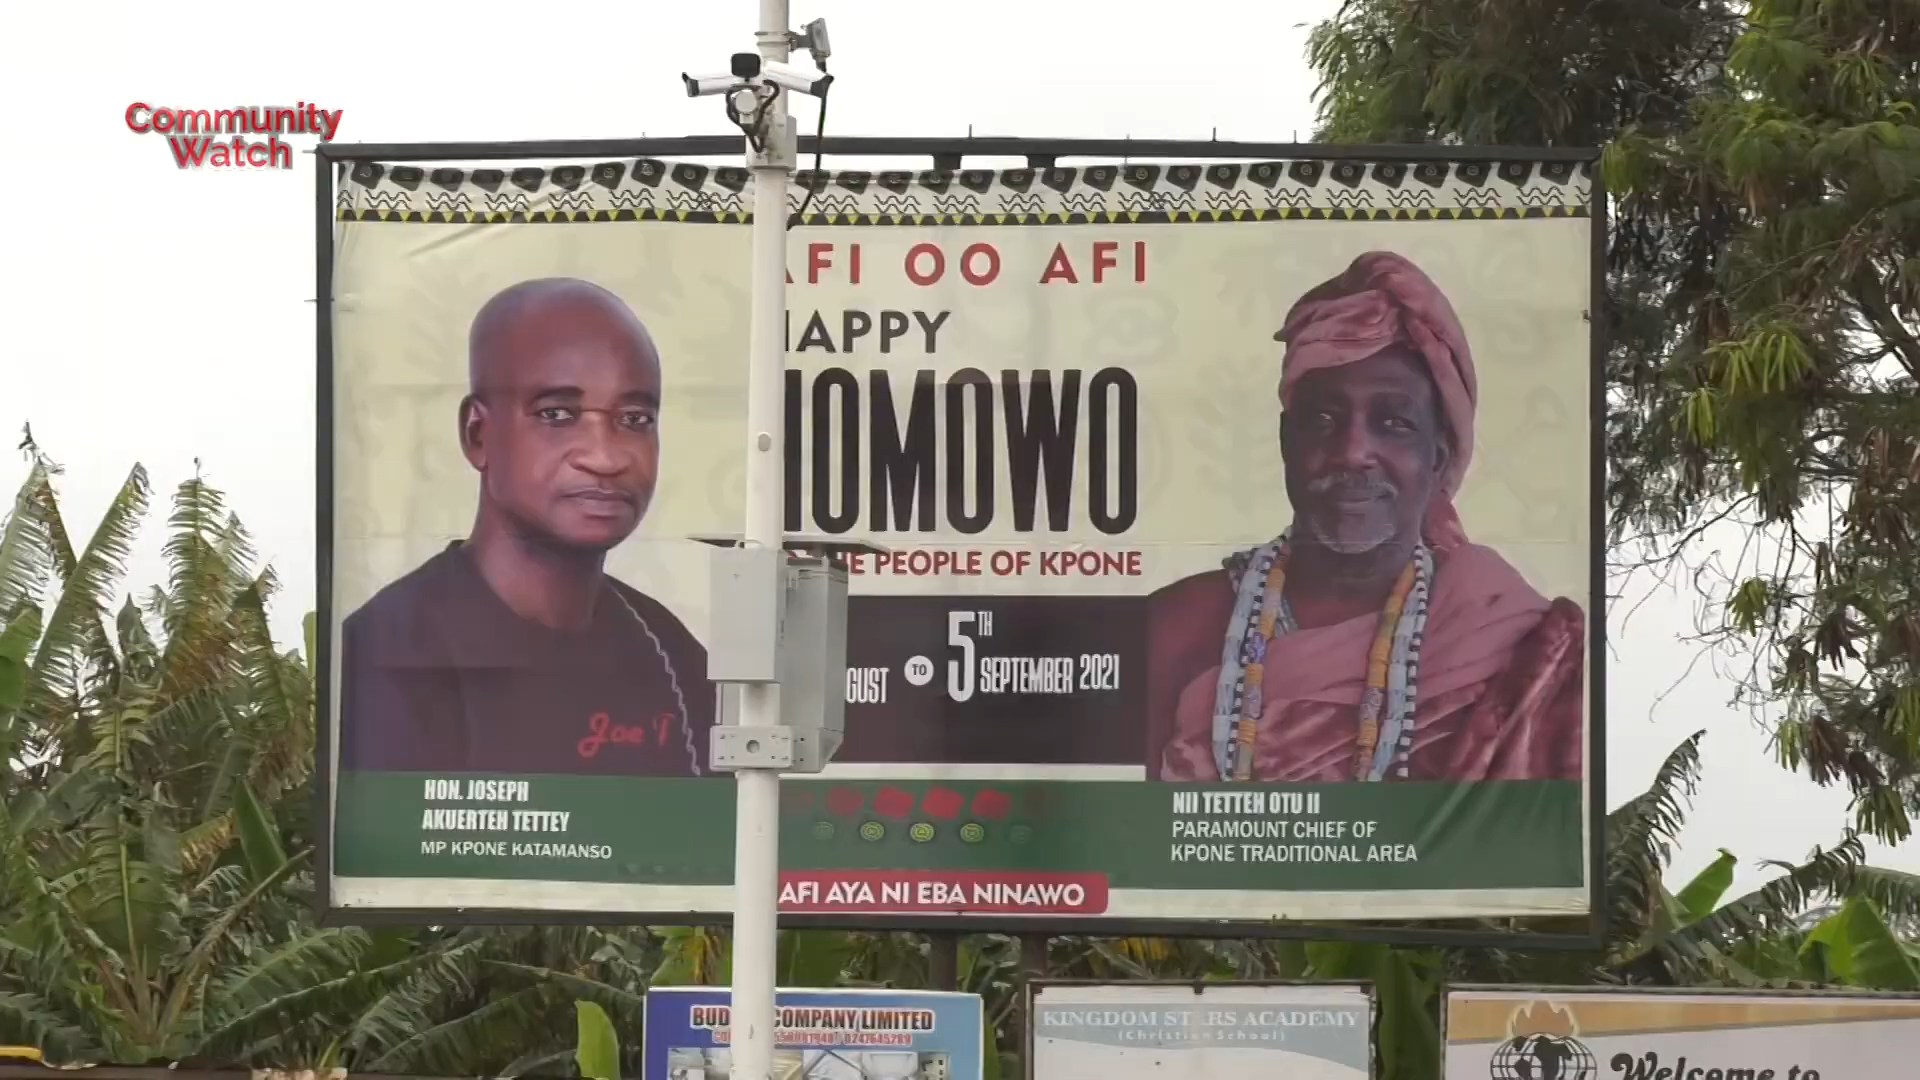 Community
Watch
AFI OO AFI
HAPPY
HOMOWO
THE PEOPLE OF KPONE
GUST TO 5TH SEPTEMBER 2021
Joe T
HON. JOSEPH
AKUERTEH TETTEY
MP KPONE KATAMANSO
NII TETTEH OTU II
PARAMOUNT CHIEF OF
KPONE TRADITIONAL AREA
AFI AYA NI EBA NINAWO
BUD COMPANY LIMITED
KINGDOM STARS ACADEMY
(Christian School)
Welcome to